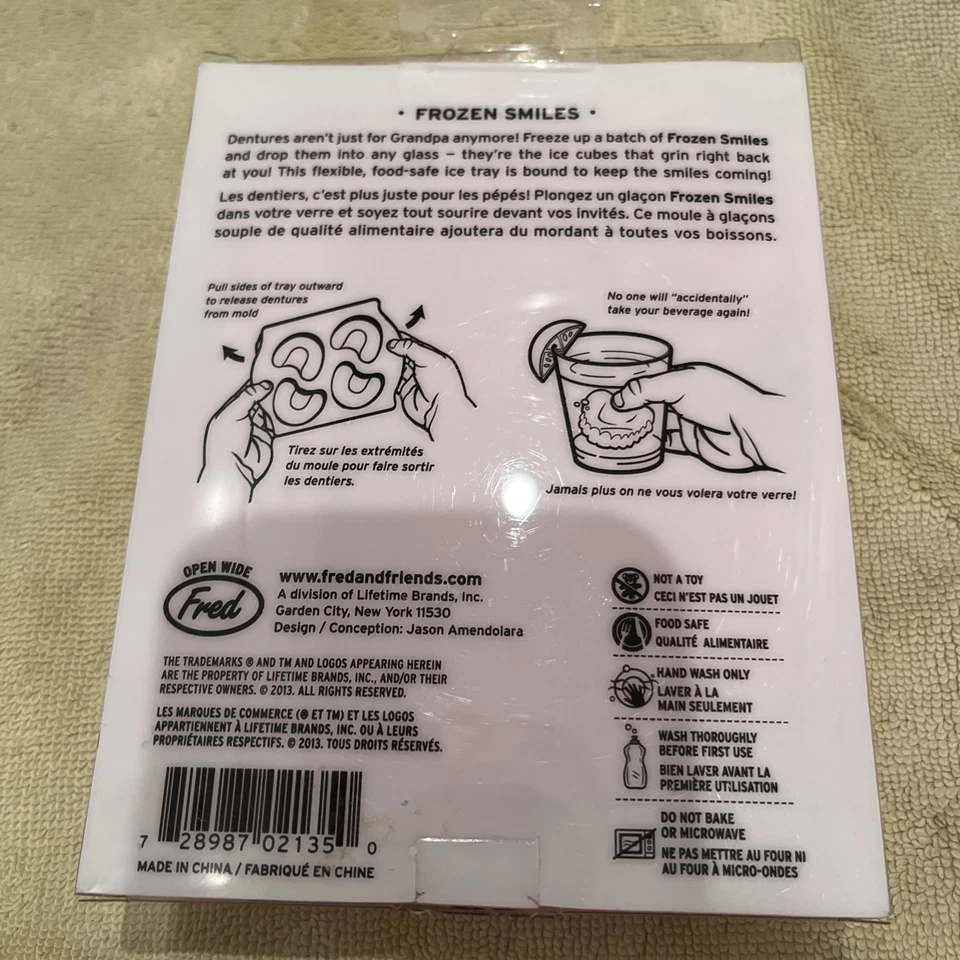 • FROZEN SMILES •
Dentures aren't just for Grandpa anymore! Freeze up a batch of Frozen Smiles
and drop them into any glass – they're the ice cubes that grin right back
at you! This flexible, food-safe ice tray is bound to keep the smiles coming!
Les dentiers, c'est plus juste pour les pépés! Plongez un glaçon Frozen Smiles
dans votre verre et soyez tout sourire devant vos invités. Ce moule à glaçons
souple de qualité alimentaire ajoutera du mordant à toutes vos boissons.
Pull sides of tray outward
to release dentures
from mold
Tirez sur les extrémités
du moule pour faire sortir
les dentiers.
No one will "accidentally"
take your beverage again!
Jamais plus on ne vous volera votre verre!
OPEN WIDE
Fred
www.fredandfriends.com
A division of Lifetime Brands, Inc.
Garden City, New York 11530
Design / Conception: Jason Amendolara
THE TRADEMARKS ® AND TM AND LOGOS APPEARING HEREIN
ARE THE PROPERTY OF LIFETIME BRANDS, INC., AND/OR THEIR
RESPECTIVE OWNERS. © 2013. ALL RIGHTS RESERVED.
LES MARQUES DE COMMERCE (® ET TM) ET LES LOGOS
APPARTIENNENT À LIFETIME BRANDS, INC. OU À LEURS
PROPRIÉTAIRES RESPECTIFS. © 2013. TOUS DROITS RÉSERVÉS.
7 28987 02135 0
MADE IN CHINA / FABRIQUÉ EN CHINE
NOT A TOY
CECI N'EST PAS UN JOUET
FOOD SAFE
QUALITÉ ALIMENTAIRE
HAND WASH ONLY
LAVER À LA
MAIN SEULEMENT
WASH THOROUGHLY
BEFORE FIRST USE
BIEN LAVER AVANT LA
PREMIÈRE UTILISATION
DO NOT BAKE
OR MICROWAVE
NE PAS METTRE AU FOUR NI
AU FOUR À MICRO-ONDES